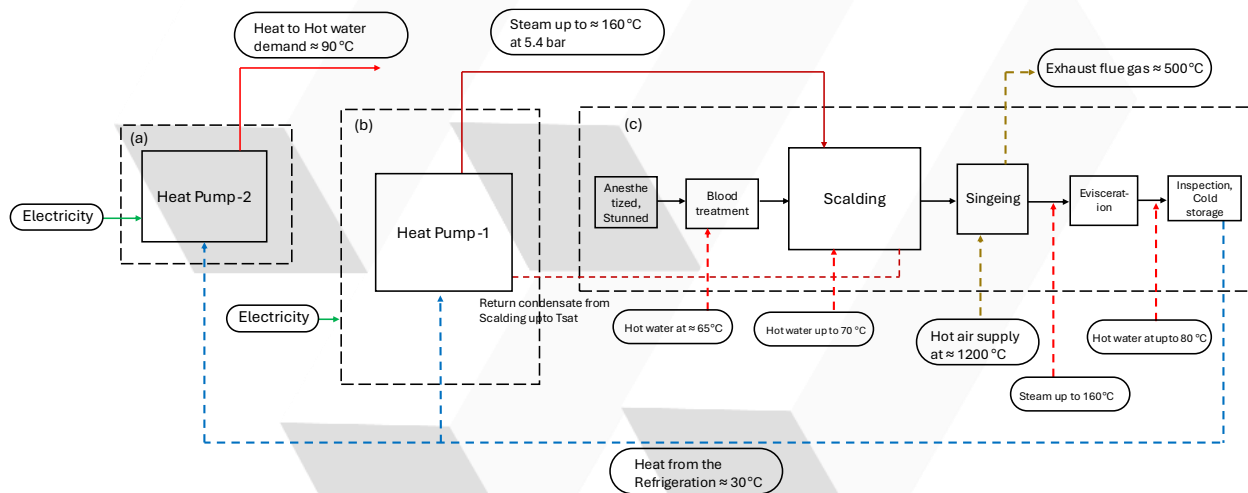 Heat to Hot water
demand ≈ 90°C
Steam up to ≈ 160°C
at 5.4 bar
Exhaust flue gas ≈ 500°C
(a)
(b)
(c)
Heat Pump-2
Electricity
Heat Pump-1
Electricity
Return condensate from
Scalding upto Tsat
Anesthe
tized,
Stunned
Blood
treatment
Scalding
Singeing
Eviscerat-
ion
Inspection,
Cold
storage
Hot water at ≈ 65°C
Hot water up to 70 °C
Hot air supply
at ≈ 1200 °C
Steam up to 160°C
Hot water at upto 80 °C
Heat from the
Refrigeration ≈ 30°C